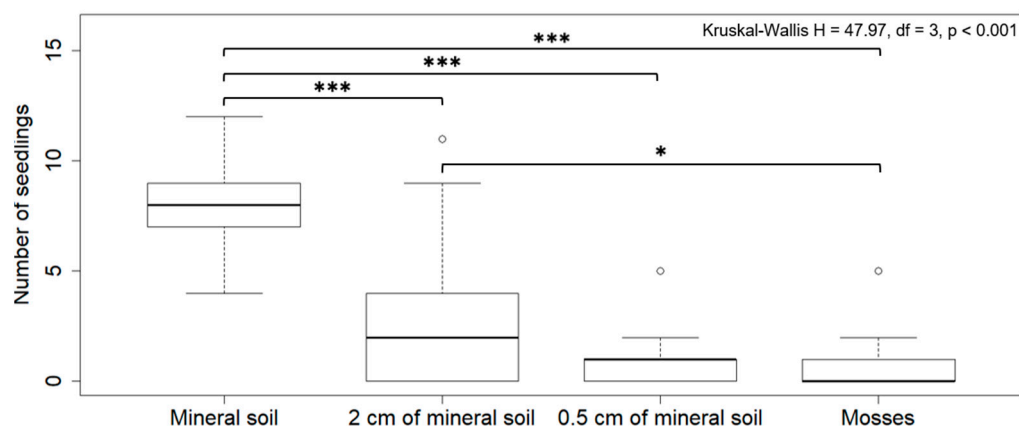 Kruskal-Wallis H = 47.97, df = 3, p < 0.001
***
***
***
*
Number of seedlings
15
10
5
0
Mineral soil
2 cm of mineral soil
0.5 cm of mineral soil
Mosses